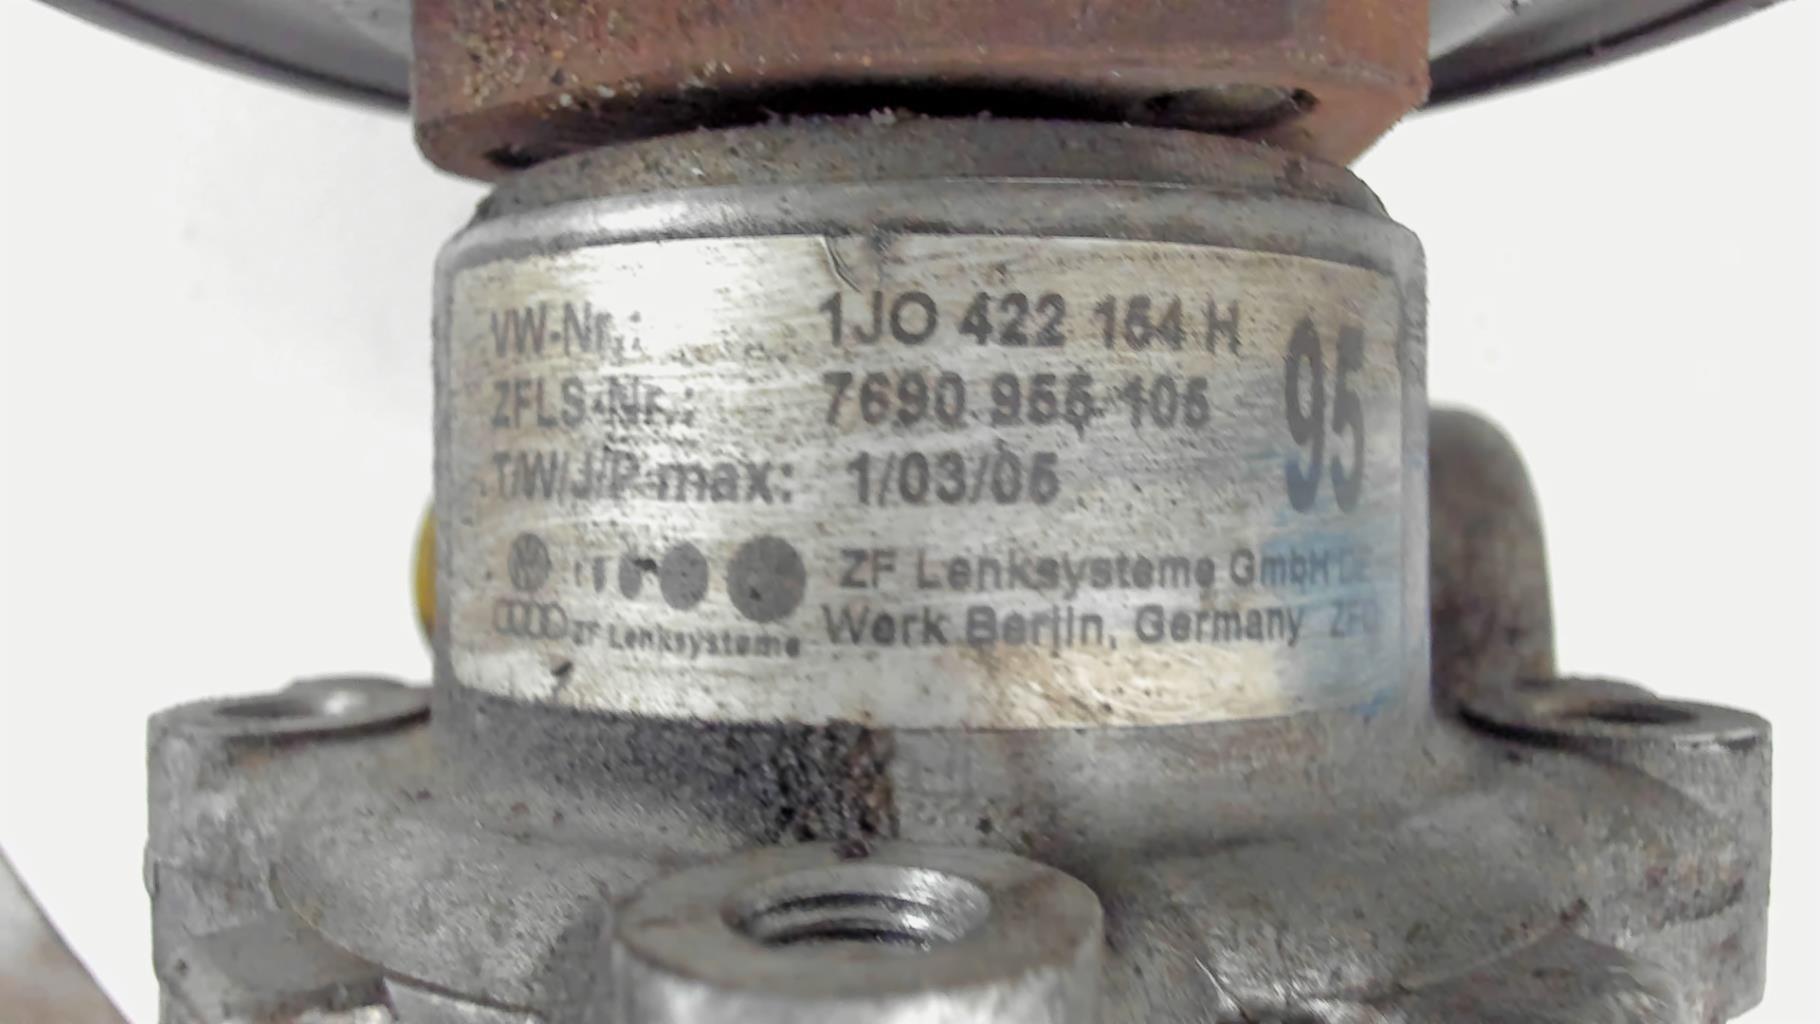 VW-Nr.: 1JO 422 154 H
95
ZFLS-Nr.: 7690 955 105
T/W/J/P-max: 1/03/05
ZF Lenksysteme GmbH
ZF Lenksysteme
Werk Berlin, Germany